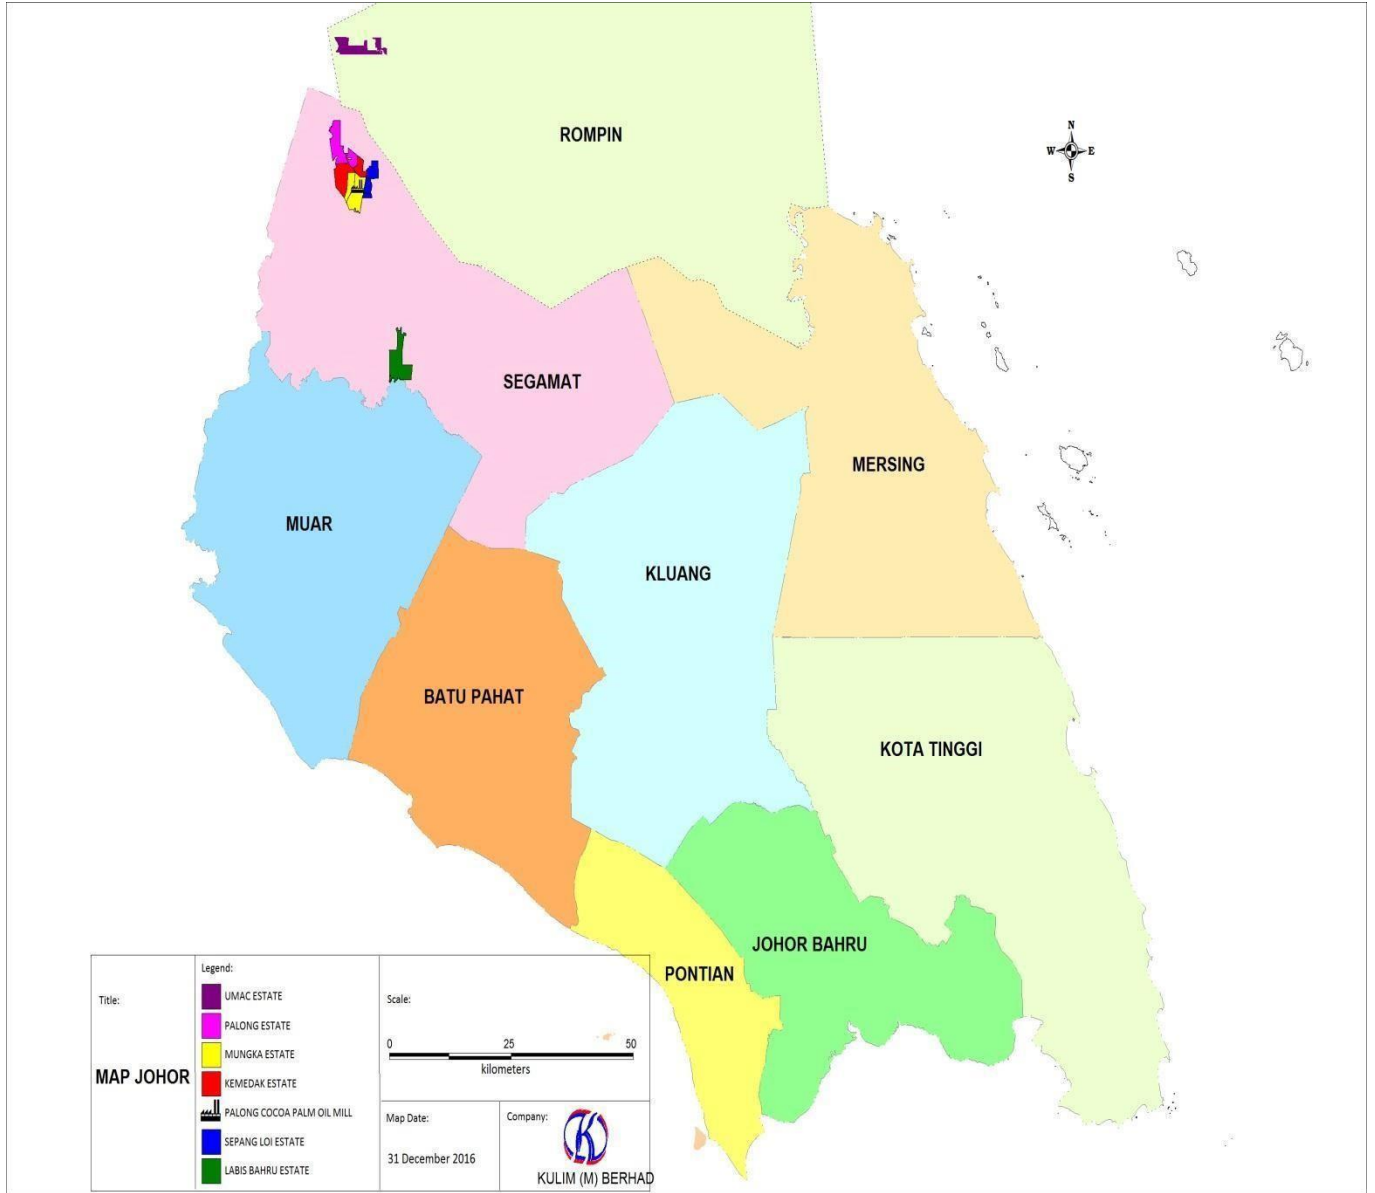 ROMPIN
N
W E
S
SEGAMAT
MERSING
MUAR
KLUANG
BATU PAHAT
KOTA TINGGI
JOHOR BAHRU
PONTIAN
Title:
MAP JOHOR
Legend:
UMAC ESTATE
PALONG ESTATE
MUNGKA ESTATE
KEMEDAK ESTATE
PALONG COCOA PALM OIL MILL
SEPANG LOI ESTATE
LABIS BAHRU ESTATE
Scale:
0 25 50
kilometers
Map Date:
31 December 2016
Company:
K
KULIM (M) BERHAD